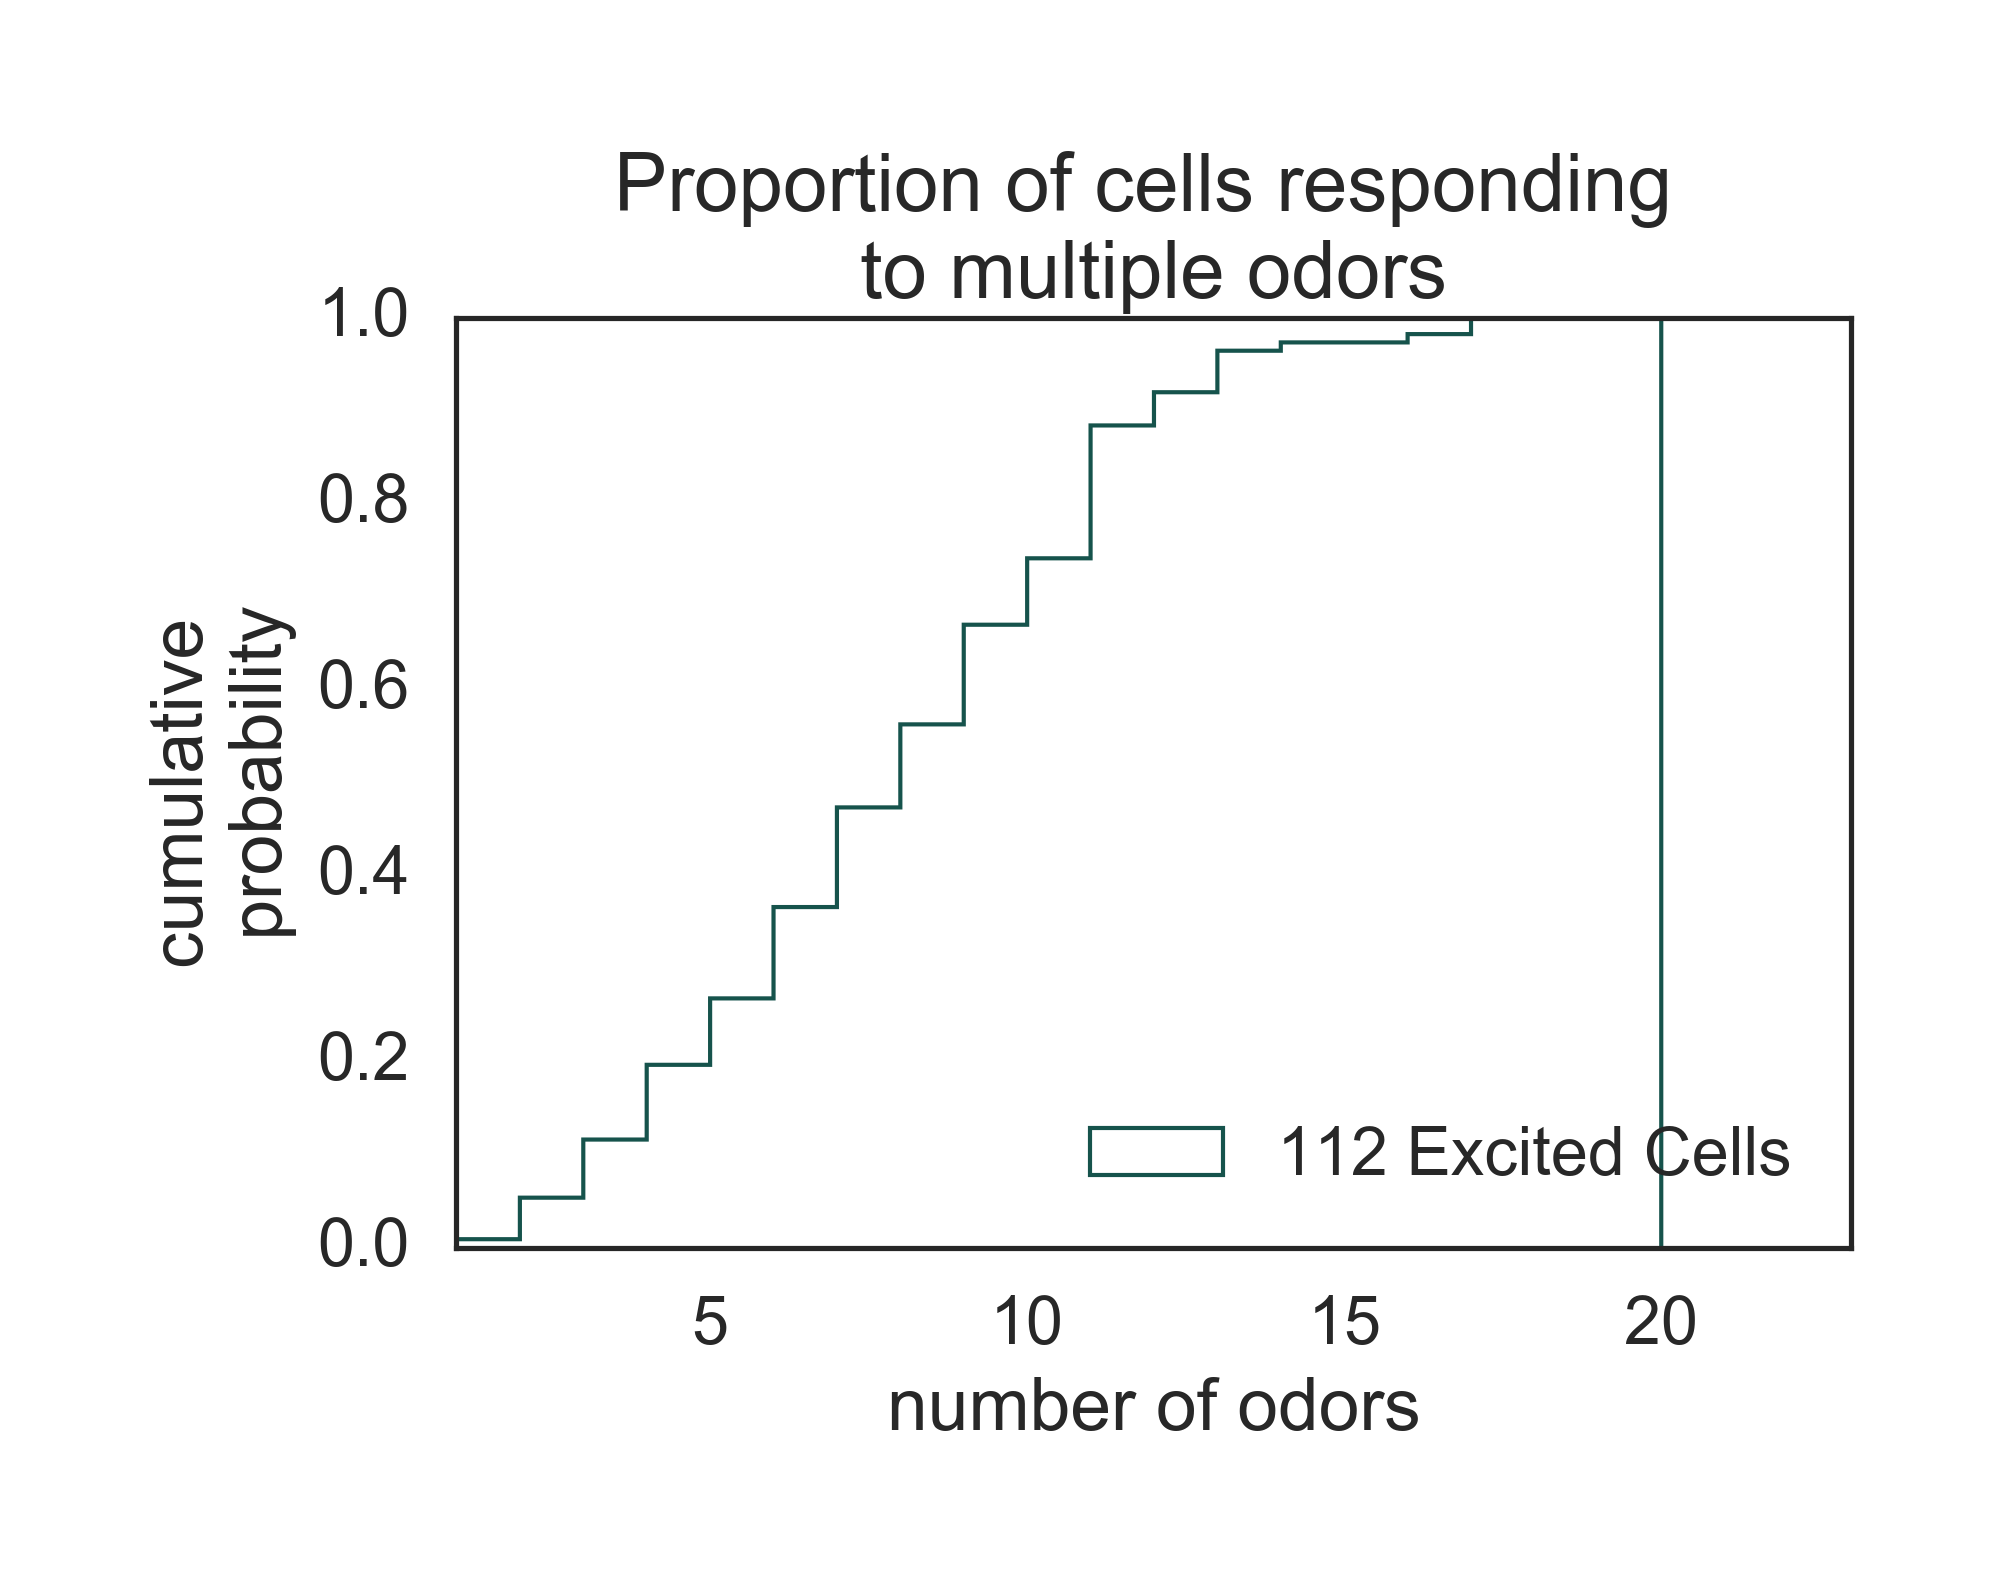 Proportion of cells responding
to multiple odors
1.0
0.8
0.6
0.4
0.2
0.0
cumulative
probability
112 Excited Cells
5 10 15 20
number of odors